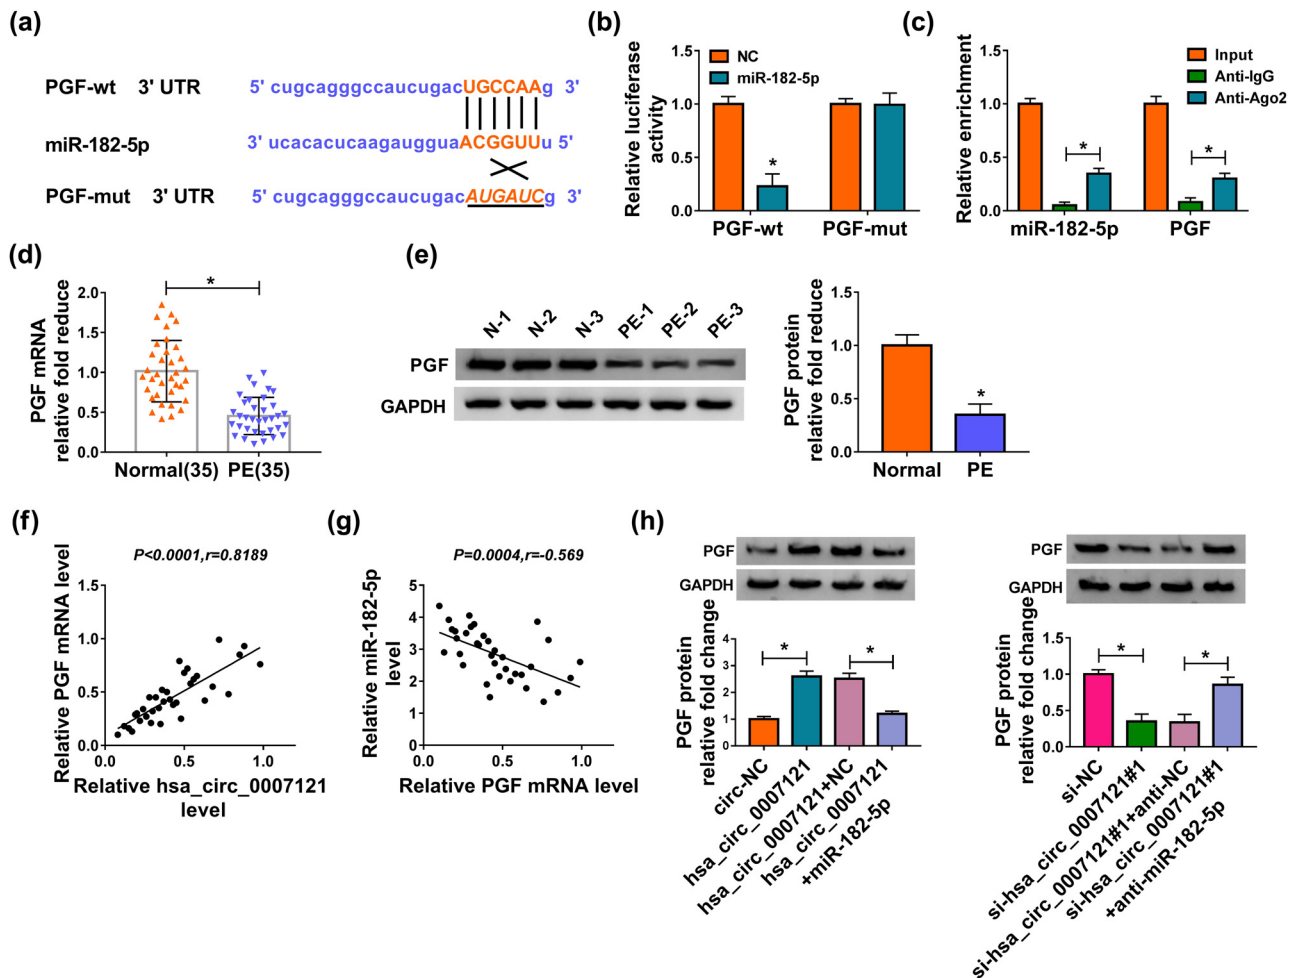 (a)
PGF-wt 3' UTR 5' cugcagggccaucugacUGCCAAg 3'
miR-182-5p 3' ucacacucaagaugguaACGGUUu 5'
PGF-mut 3' UTR 5' cugcagggccaucugacAUGAUCg 3'
(b)
Relative luciferase
activity
1.5
1.0
0.5
0.0
NC
miR-182-5p
*
PGF-wt PGF-mut
(c)
Relative enrichment
1.5
1.0
0.5
0.0
Input
Anti-IgG
Anti-Ago2
* *
miR-182-5p PGF
(d)
PGF mRNA
relative fold reduce
2.0
1.5
1.0
0.5
0.0
*
Normal(35) PE(35)
(e)
N-1 N-2 N-3 PE-1 PE-2 PE-3
PGF
GAPDH
PGF protein
relative fold reduce
1.5
1.0
0.5
0.0
*
Normal PE
(f)
P<0.0001,r=0.8189
Relative PGF mRNA level
1.5
1.0
0.5
0.0
0.0 0.5 1.0
Relative hsa_circ_0007121
level
(g)
P=0.0004,r=-0.569
Relative miR-182-5p
level
5
4
3
2
1
0
0.0 0.5 1.0
Relative PGF mRNA level
(h)
PGF
GAPDH
PGF protein
relative fold change
4
3
2
1
0
* *
circ-NC
hsa_circ_0007121
hsa_circ_0007121+NC
hsa_circ_0007121
+miR-182-5p
PGF
GAPDH
PGF protein
relative fold change
1.5
1.0
0.5
0.0
* *
si-NC
si-hsa_circ_0007121#1
si-hsa_circ_0007121#1+anti-NC
si-hsa_circ_0007121#1
+anti-miR-182-5p